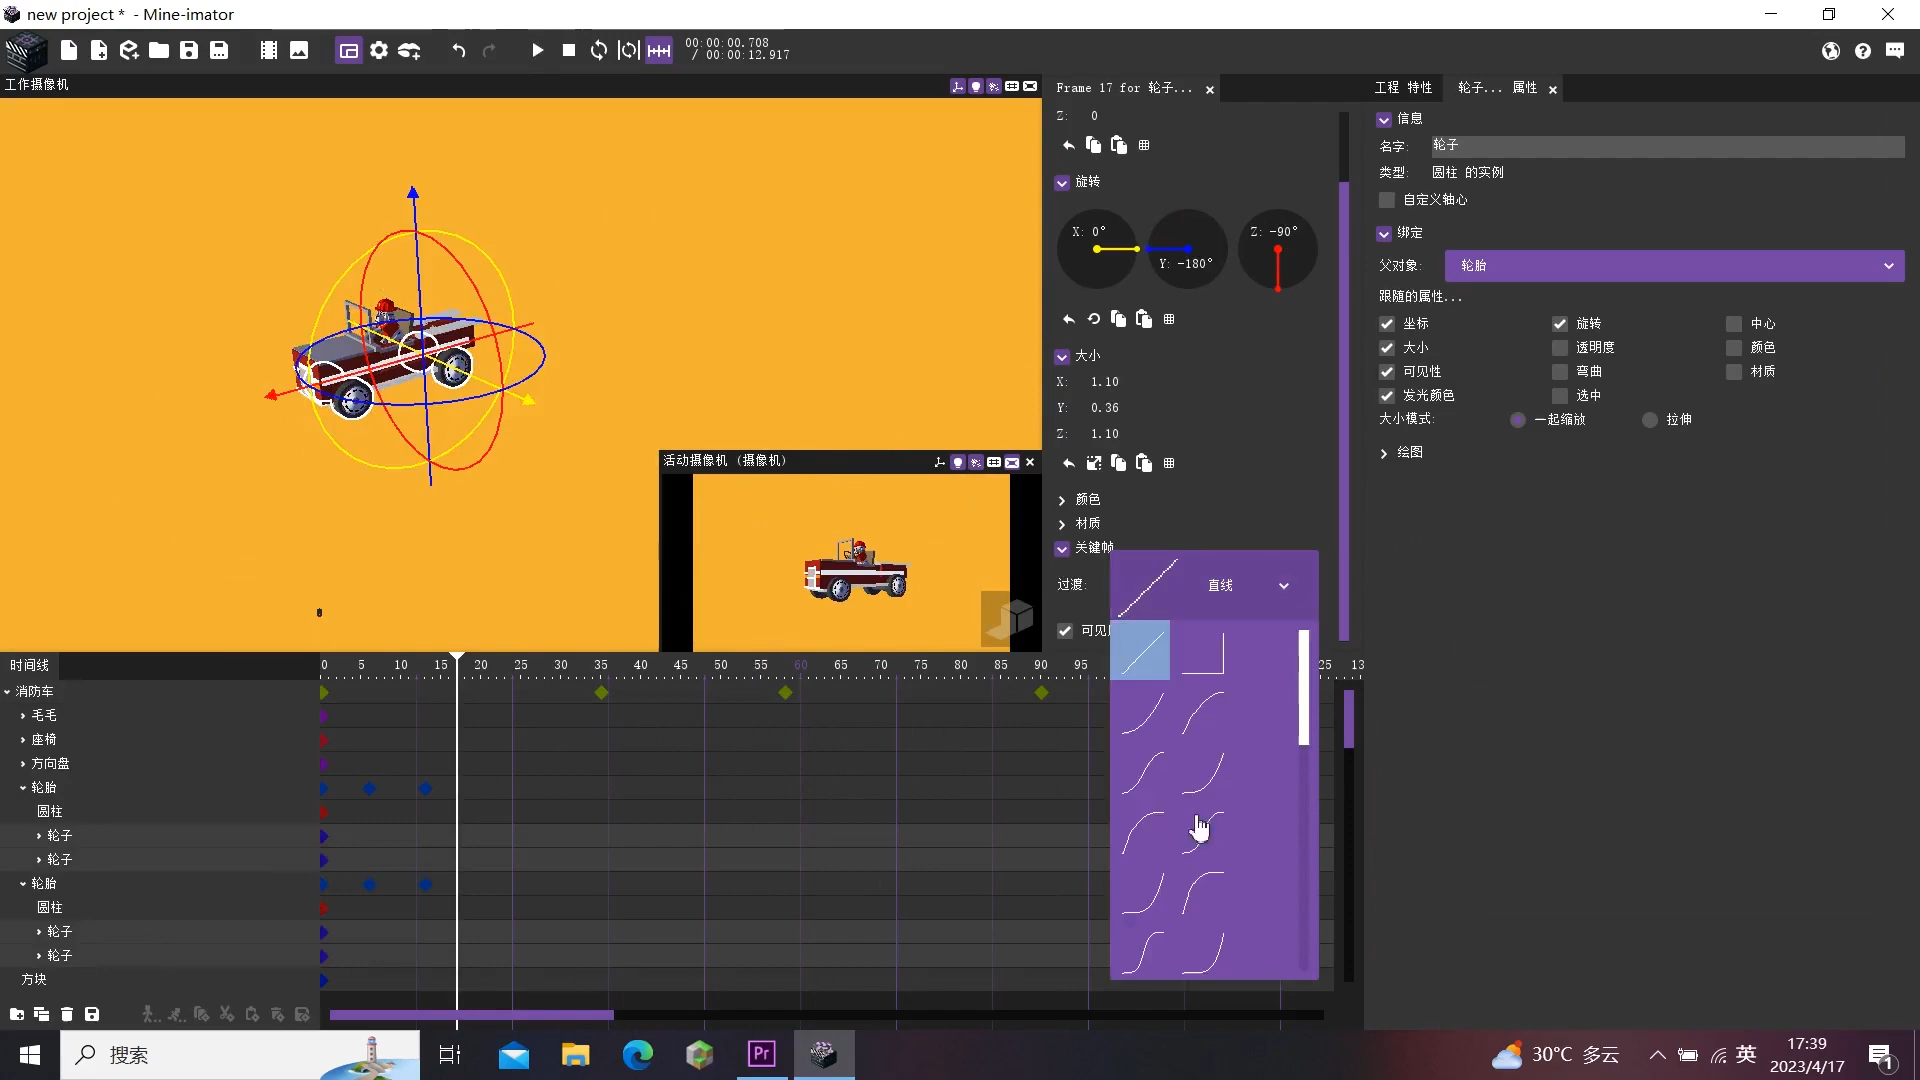 new project * - Mine-imator
00:00:00.708
/ 00:00:12.917
工作摄像机
Frame 17 for 轮子...
工程 特性
轮子... 属性
Z: 0
旋转
X: 0°
Y: -180°
Z: -90°
大小
X: 1.10
Y: 0.36
Z: 1.10
颜色
材质
关键帧
过渡:
直线
信息
名字: 轮子
类型: 圆柱 的实例
自定义轴心
绑定
父对象: 轮胎
跟随的属性...
坐标 旋转 中心
大小 透明度 颜色
可见性 弯曲 材质
发光颜色 选中
大小模式: 一起缩放 拉伸
绘图
活动摄像机 (摄像机)
时间线
0 5 10 15 20 25 30 35 40 45 50 55 60 65 70 75 80 85 90 95 25 13
消防车
毛毛
座椅
方向盘
轮胎
圆柱
轮子
轮子
轮胎
圆柱
轮子
轮子
方块
搜索
Pr
30°C 多云
英
17:39
2023/4/17
1